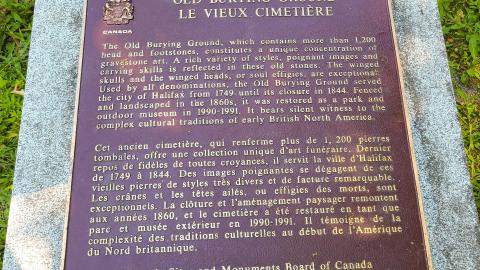 OLD BURYING GROUND
LE VIEUX CIMETIÈRE
CANADA
The Old Burying Ground, which contains more than 1,200
head and footstones, constitutes a unique concentration of
gravestone art. A rich variety of styles, poignant images and
carving skills is reflected in these old stones. The winged
skulls and the winged heads, or soul effigies, are exceptional.
Used by all denominations, the Old Burying Ground served
the city of Halifax from 1749 until its closure in 1844. Fenced
and landscaped in the 1860s, it was restored as a park and
outdoor museum in 1990-1991. It bears silent witness to the
complex cultural traditions of early British North America.
Cet ancien cimetière, qui renferme plus de 1, 200 pierres
tombales, offre une collection unique d'art funéraire. Dernier
repos de fidèles de toutes croyances, il servit la ville d'Halifax
de 1749 à 1844. Des images poignantes se dégagent de ces
vieilles pierres de styles très divers et de facture remarquable.
Les crânes et les têtes ailés, ou effigies des morts, sont
exceptionnels. La clôture et l'aménagement paysager remontent
aux années 1860, et le cimetière a été restauré en tant que
parc et musée extérieur en 1990-1991. Il témoigne de la
complexité des traditions culturelles au début de l'Amérique
du Nord britannique.
Sites and Monuments Board of Canada